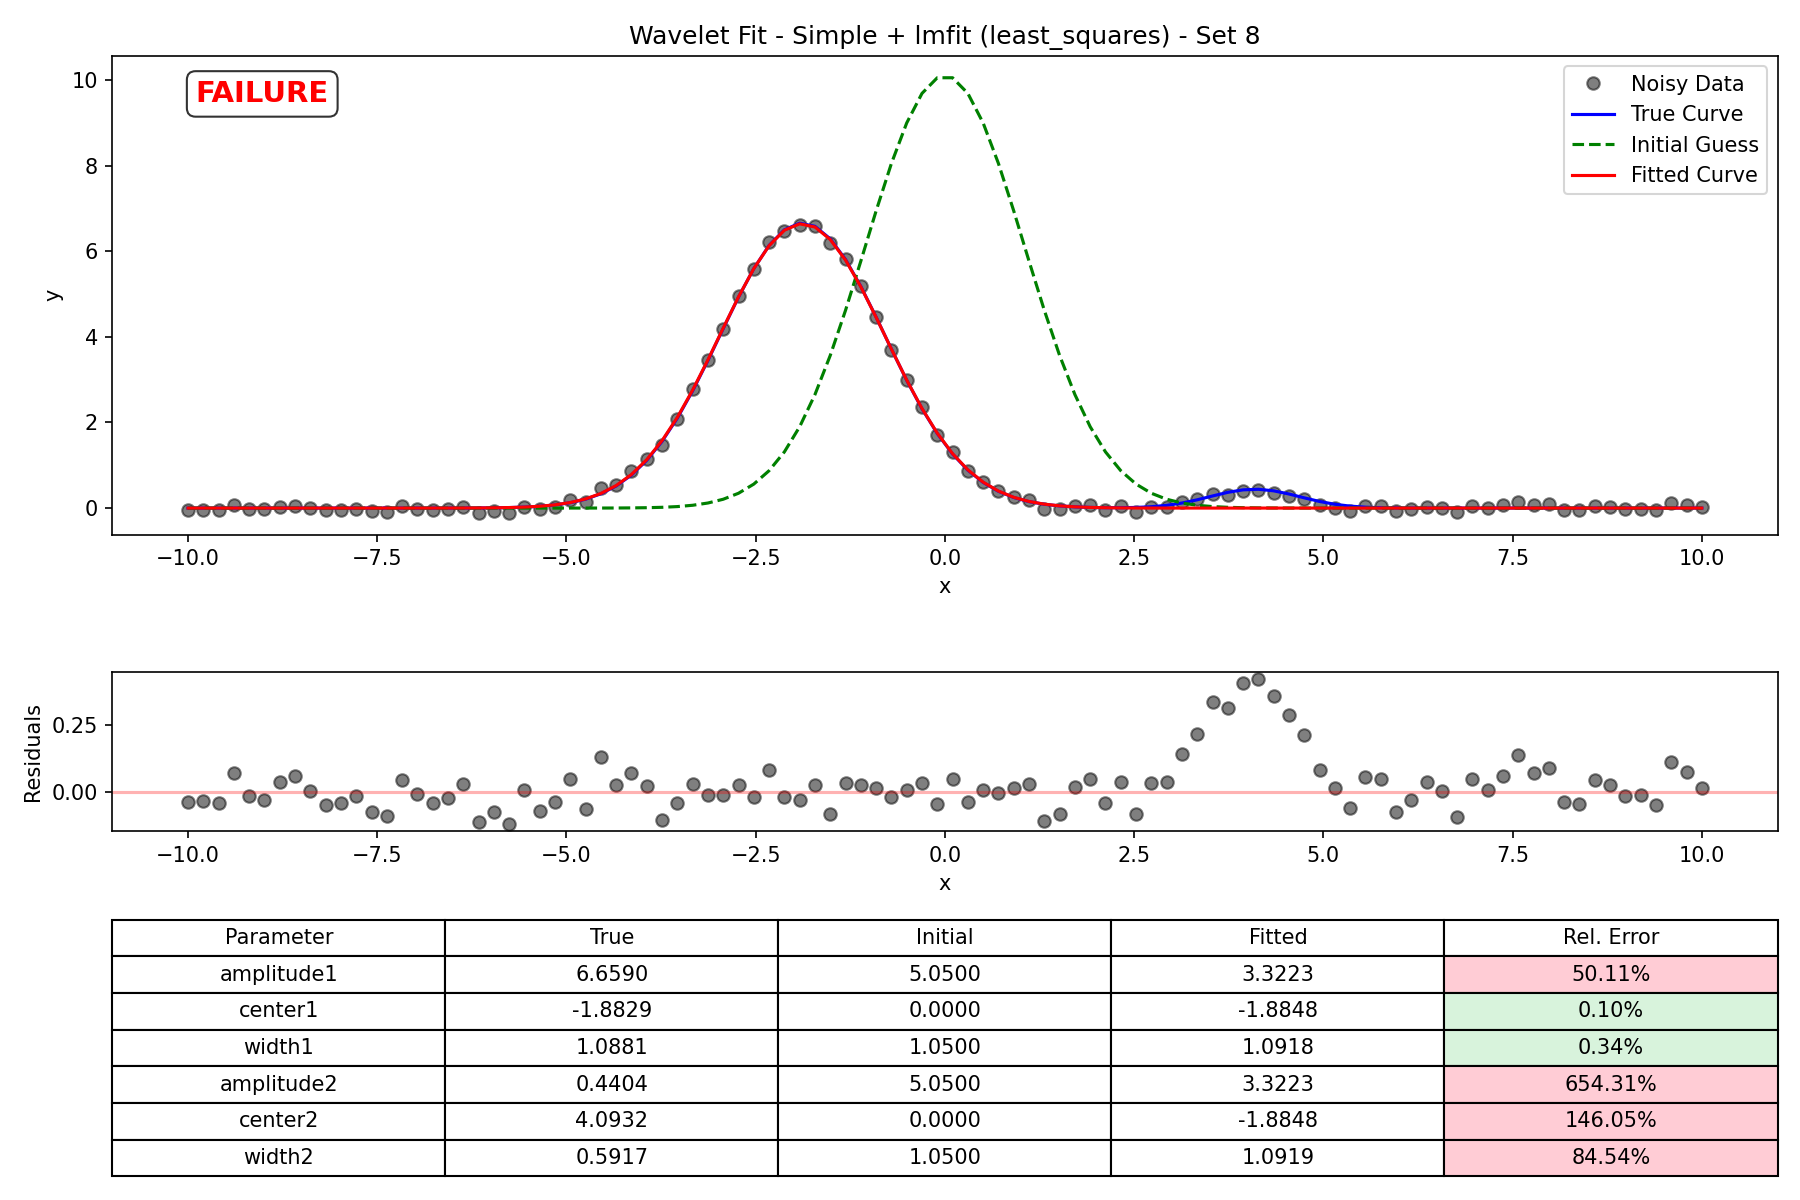 Wavelet Fit - Simple + lmfit (least_squares) - Set 8
FAILURE
Noisy Data
True Curve
Initial Guess
Fitted Curve
10
8
6
4
2
0
y
−10.0 −7.5 −5.0 −2.5 0.0 2.5 5.0 7.5 10.0
x
Residuals
0.25
0.00
−10.0 −7.5 −5.0 −2.5 0.0 2.5 5.0 7.5 10.0
x
Parameter True Initial Fitted Rel. Error
amplitude1 6.6590 5.0500 3.3223 50.11%
center1 -1.8829 0.0000 -1.8848 0.10%
width1 1.0881 1.0500 1.0918 0.34%
amplitude2 0.4404 5.0500 3.3223 654.31%
center2 4.0932 0.0000 -1.8848 146.05%
width2 0.5917 1.0500 1.0919 84.54%